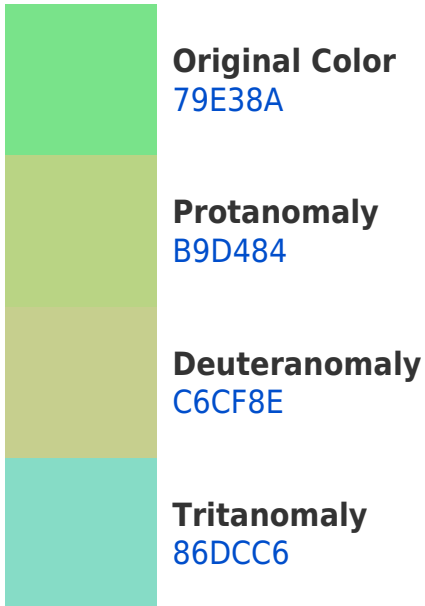 Original Color
79E38A
Protanomaly
B9D484
Deuteranomaly
C6CF8E
Tritanomaly
86DCC6